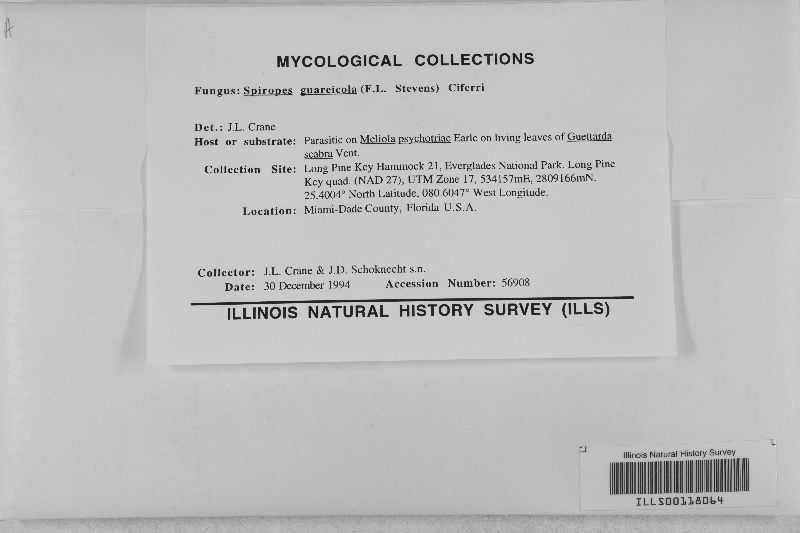 A
MYCOLOGICAL COLLECTIONS
Fungus: Spiropes guareicola (F.L. Stevens) Ciferri
Det.: J.L. Crane
Host or substrate: Parasitic on Meliola psychotriae Earle on living leaves of Guettarda
scabra Vent.
Collection Site: Long Pine Key Hammock 21, Everglades National Park, Long Pine
Key quad. (NAD 27), UTM Zone 17, 534157mE, 2809166mN.
25.4004° North Latitude, 080.6047° West Longitude.
Location: Miami-Dade County, Florida U.S.A.
Collector: J.L. Crane & J.D. Schoknecht s.n.
Date: 30 December 1994 Accession Number: 56908
ILLINOIS NATURAL HISTORY SURVEY (ILLS)
Illinois Natural History Survey
ILLS00118064